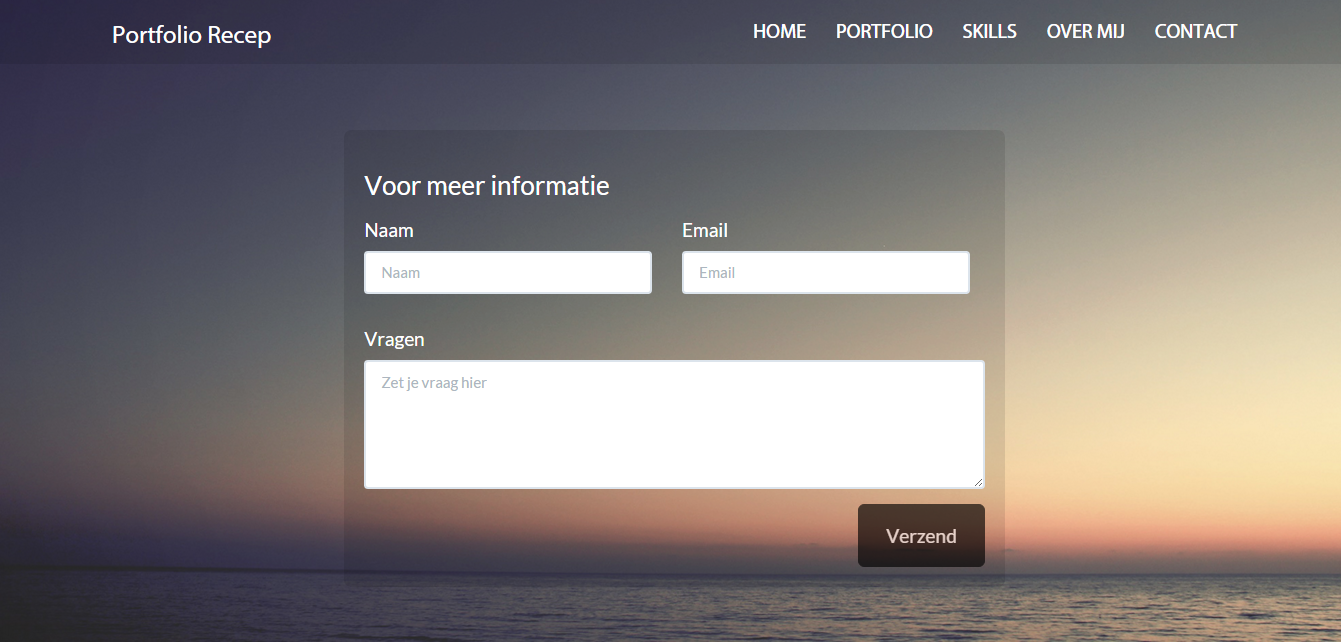 Portfolio Recep
HOME PORTFOLIO SKILLS OVER MIJ CONTACT
Voor meer informatie
Naam Email
Naam Email
Vragen
Zet je vraag hier
Verzend